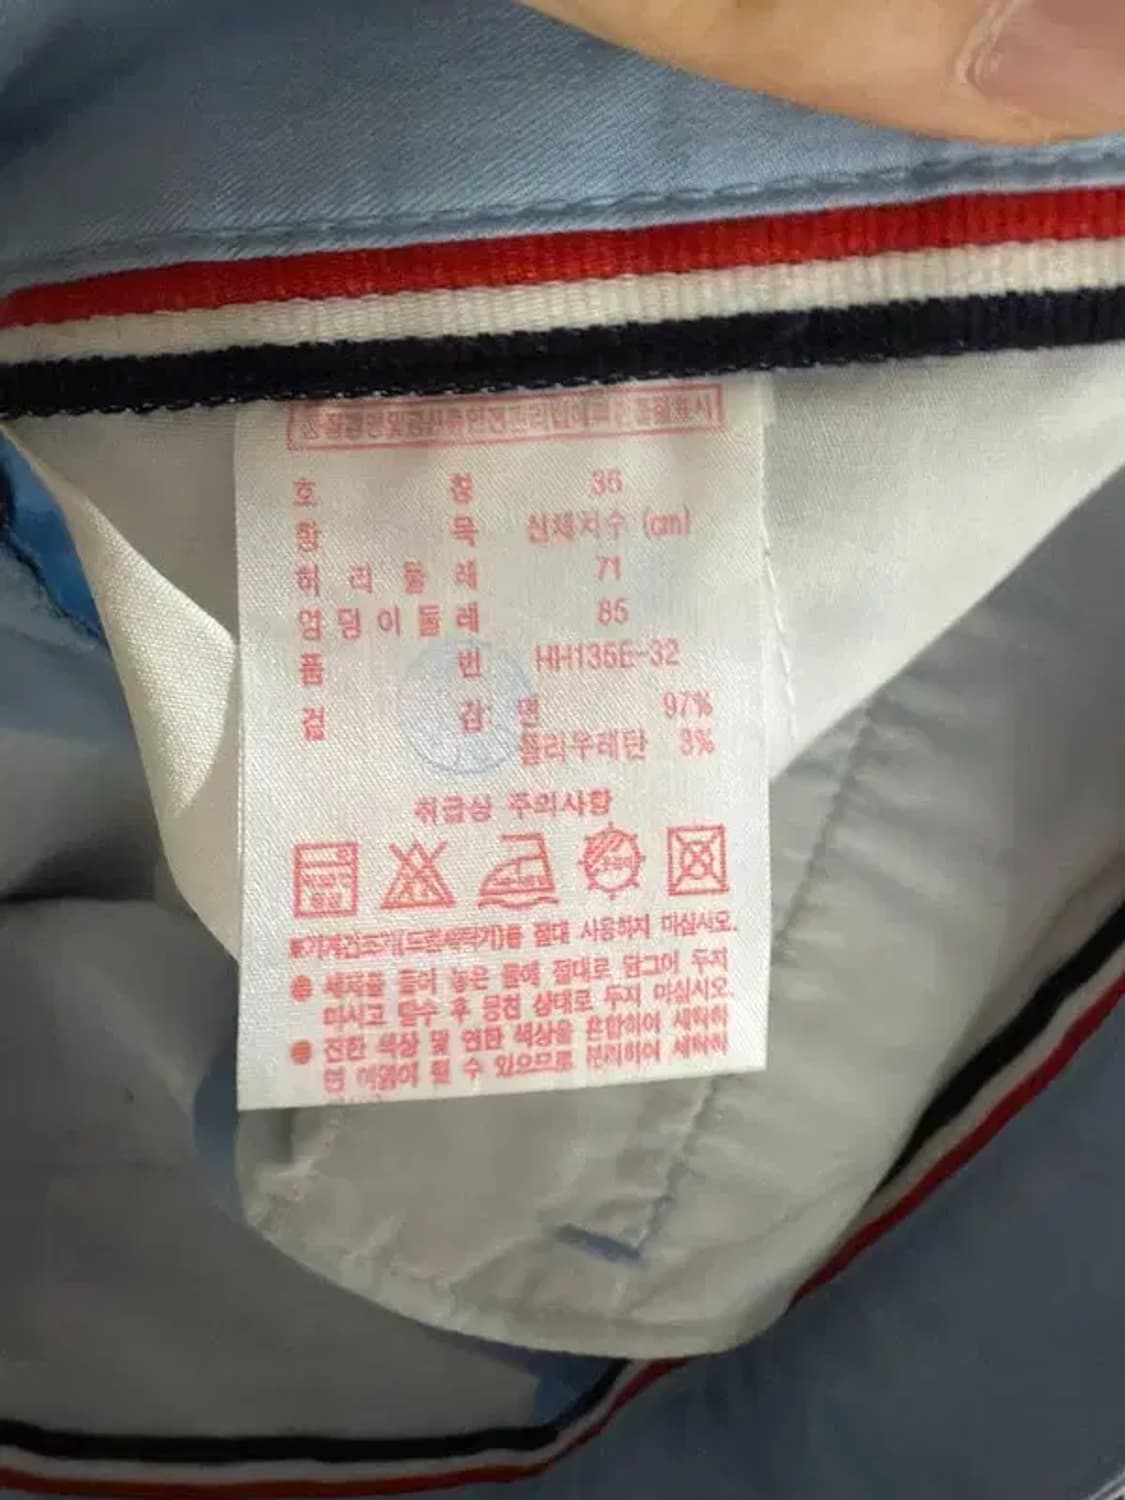 호 칭 36
항 목 신체치수 (cm)
허 리 둘 레 71
엉 덩 이 둘 레 85
품 번 HH135E-32
겉 감 면 97%
폴리우레탄 3%
취급상 주의사항
※기계건조기(드럼세탁기)를 절대 사용하지 마십시오.
● 세제를 풀어 놓은 물에 절대로 담그어 두지
마시고 탈수 후 뭉친 상태로 두지 마십시오.
● 진한 색상 및 연한 색상을 혼합하여 세탁하
면 이염이 될 수 있으므로 분리하여 세탁하